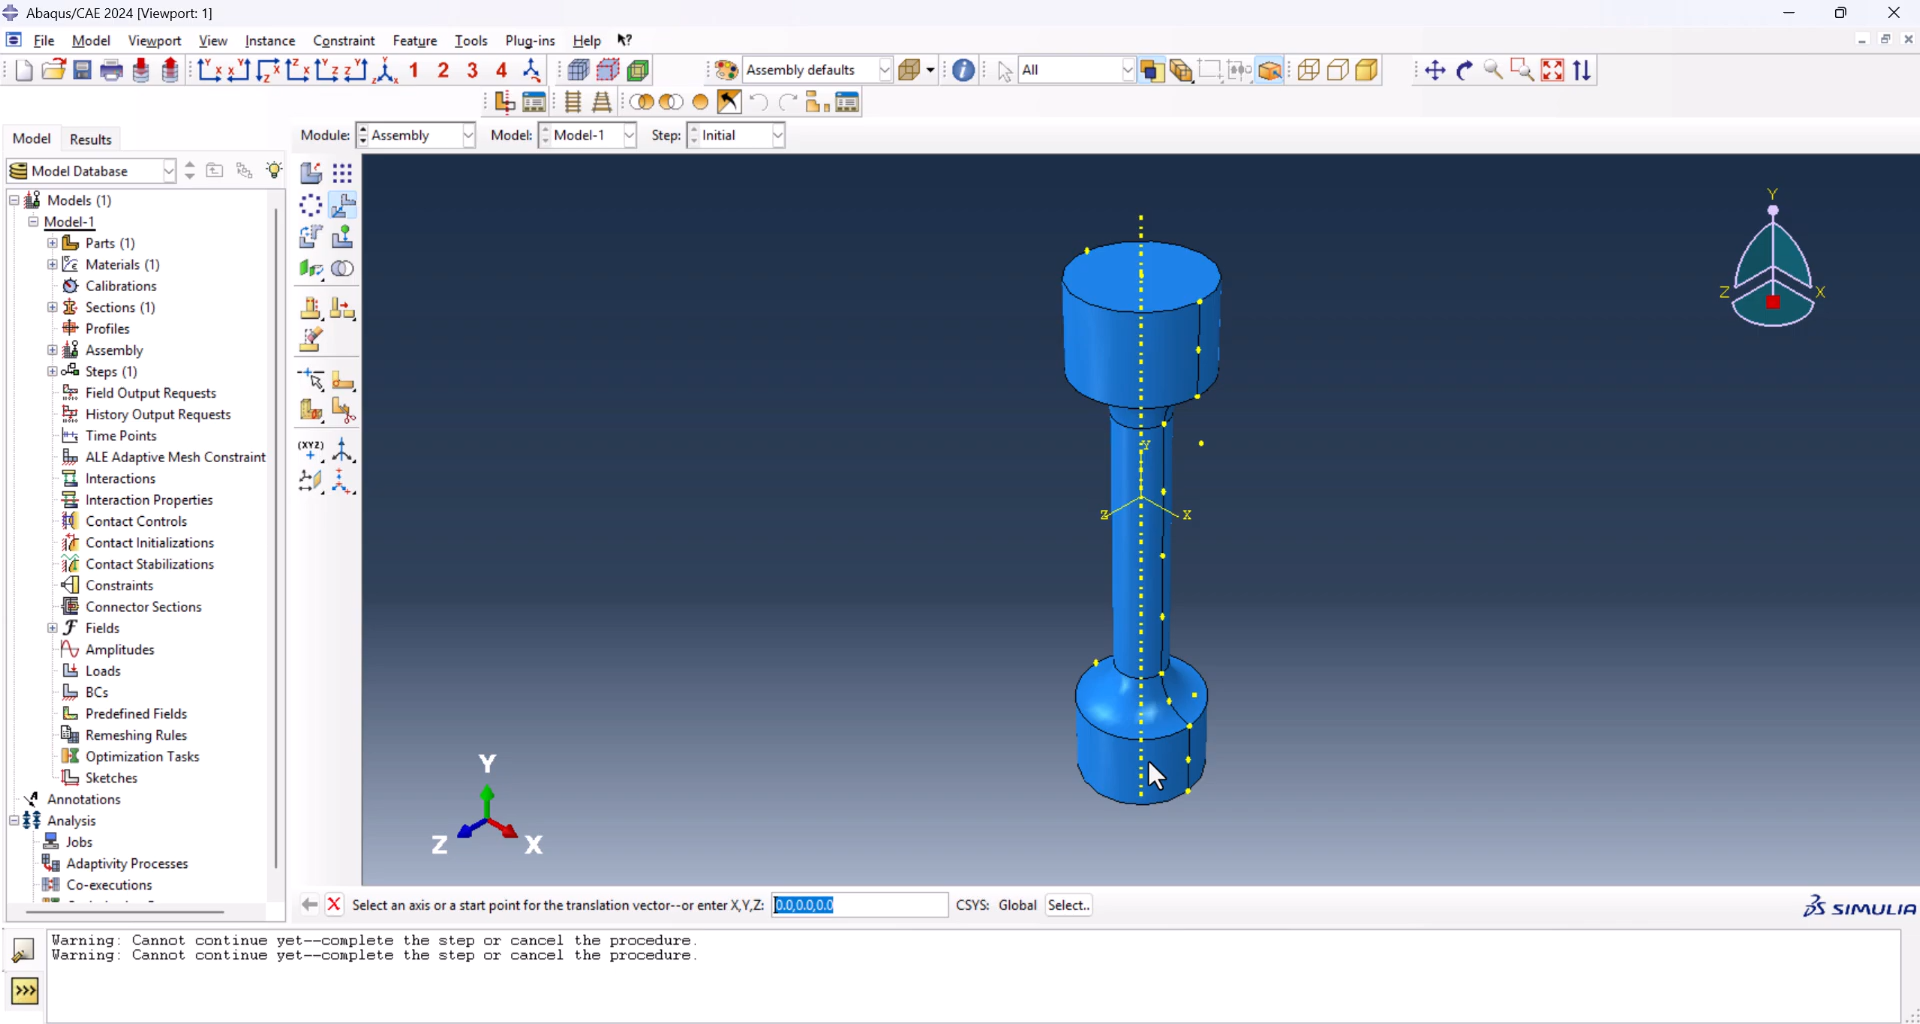 Abaqus/CAE 2024 [Viewport: 1]
File Model Viewport View Instance Constraint Feature Tools Plug-ins Help
1 2 3 4
Assembly defaults
All
Model Results
Module: Assembly Model: Model-1 Step: Initial
Model Database
Models (1)
Model-1
Parts (1)
Materials (1)
Calibrations
Sections (1)
Profiles
Assembly
Steps (1)
Field Output Requests
History Output Requests
Time Points
ALE Adaptive Mesh Constraint
Interactions
Interaction Properties
Contact Controls
Contact Initializations
Contact Stabilizations
Constraints
Connector Sections
Fields
Amplitudes
Loads
BCs
Predefined Fields
Remeshing Rules
Optimization Tasks
Sketches
Annotations
Analysis
Jobs
Adaptivity Processes
Co-executions
(XYZ)
Y
Z X
Y
Z X
Y
Z X
Select an axis or a start point for the translation vector--or enter X,Y,Z: 0.0,0.0,0.0 CSYS: Global Select..
SIMULIA
Warning: Cannot continue yet--complete the step or cancel the procedure.
Warning: Cannot continue yet--complete the step or cancel the procedure.
>>>